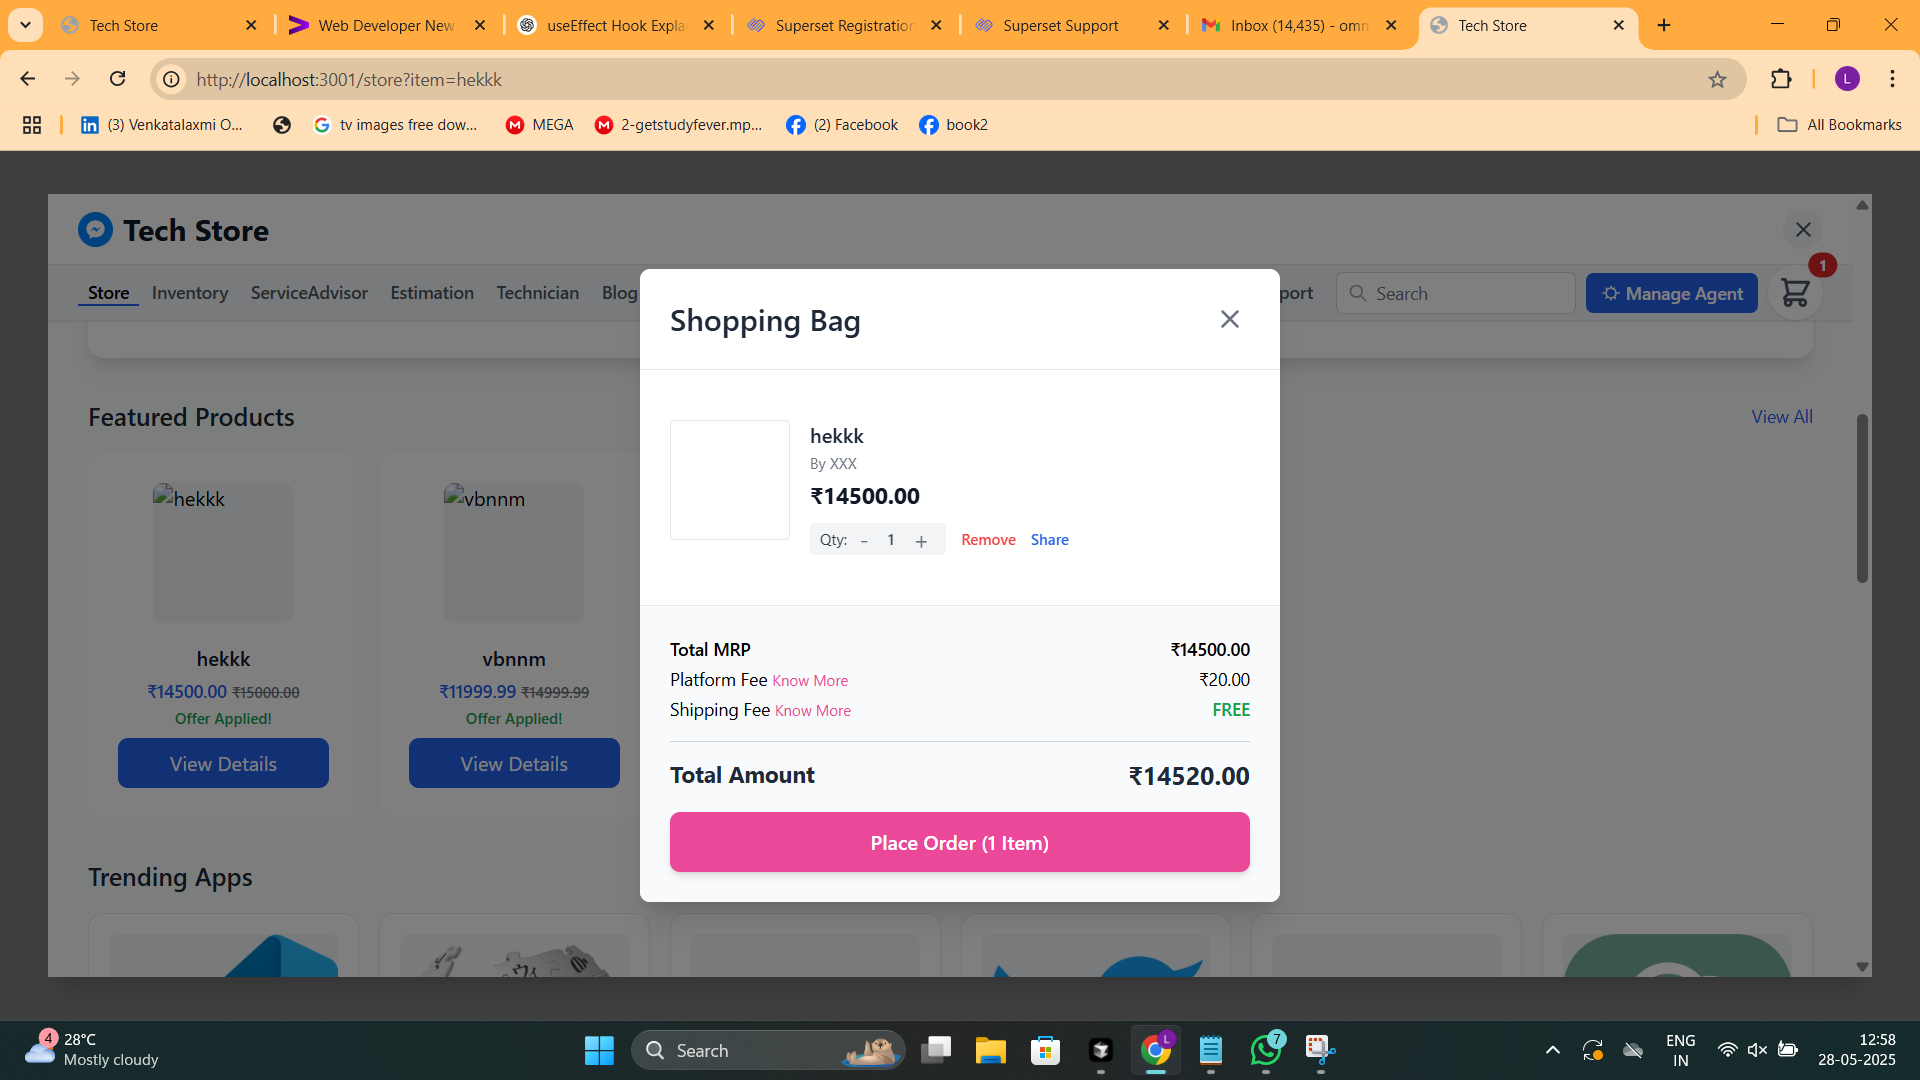 Tech Store
Web Developer New
useEffect Hook Expla
Superset Registration
Superset Support
Inbox (14,435) - omm
Tech Store
http://localhost:3001/store?item=hekkk
L
(3) Venkatalaxmi O...
tv images free dow...
MEGA
2-getstudyfever.mp...
(2) Facebook
book2
All Bookmarks
Tech Store
1
Store
Inventory
ServiceAdvisor
Estimation
Technician
Blog
port
Search
Manage Agent
Shopping Bag
Featured Products
View All
hekkk
vbnnm
hekkk
By XXX
₹14500.00
Qty: - 1 +
Remove
Share
hekkk
₹14500.00 ₹15000.00
Offer Applied!
View Details
vbnnm
₹11999.99 ₹14999.99
Offer Applied!
View Details
Total MRP ₹14500.00
Platform Fee Know More ₹20.00
Shipping Fee Know More FREE
Total Amount ₹14520.00
Place Order (1 Item)
Trending Apps
4
28°C
Mostly cloudy
Search
L
7
ENG
IN
12:58
28-05-2025